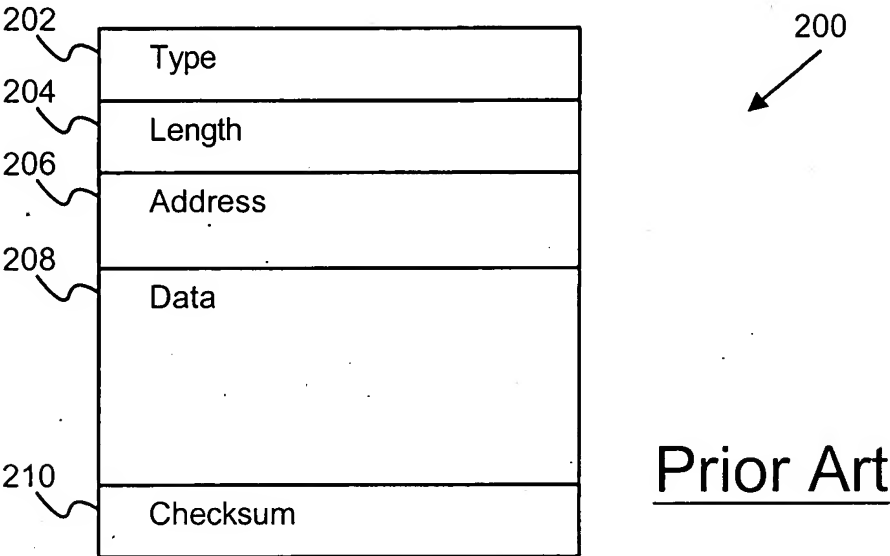 202
200
Type
204
Length
206
Address
208
Data
210
Checksum
Prior Art